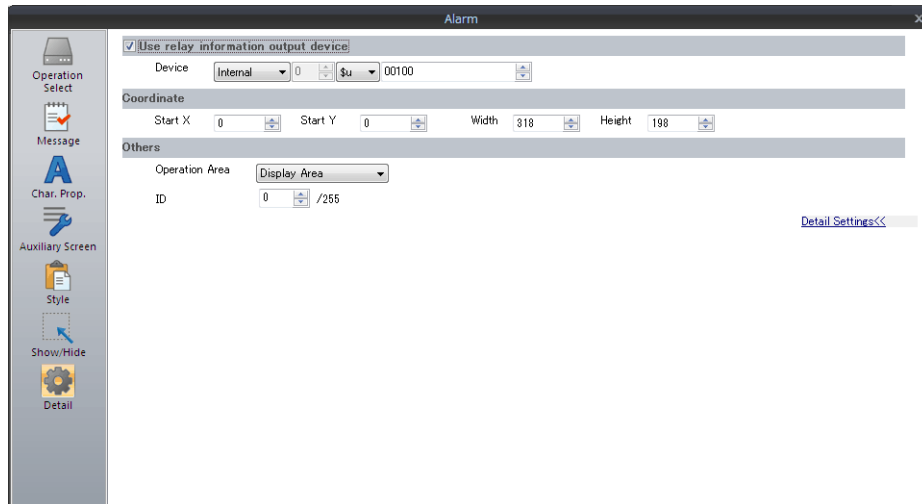 Alarm x
Operation
Select
Message
Char. Prop.
Auxiliary Screen
Style
Show/Hide
Detail
Use relay information output device
Device Internal 0 $u 00100
Coordinate
Start X 0 Start Y 0 Width 318 Height 198
Others
Operation Area Display Area
ID 0 /255
Detail Settings<<